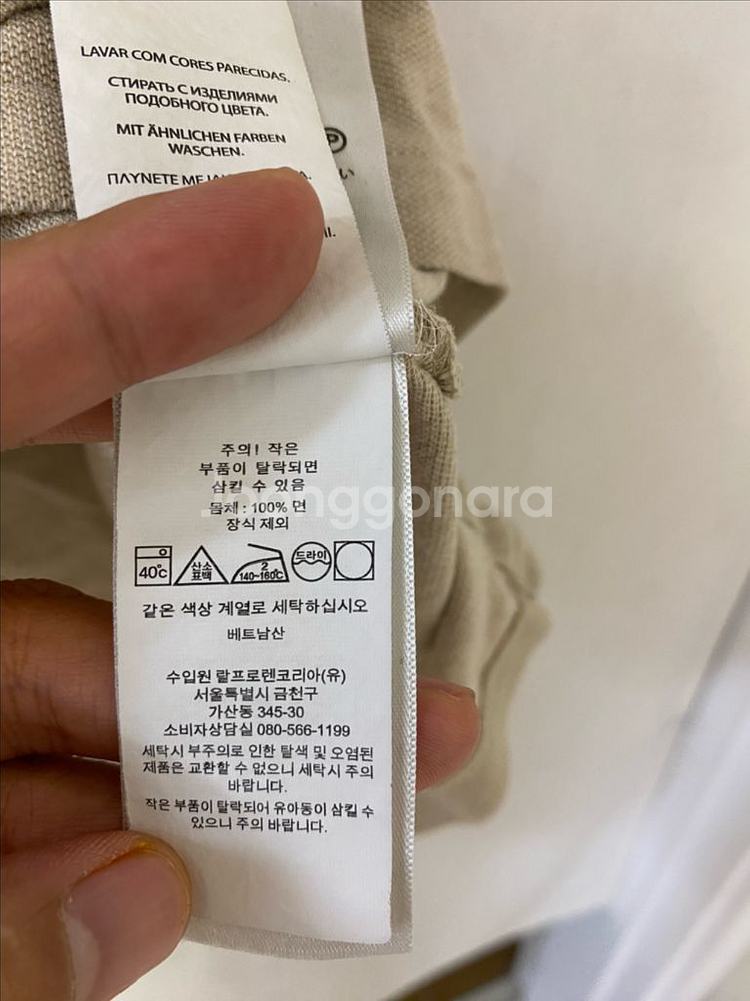 LAVAR COM CORES PARECIDAS.
СТИРАТЬ С ИЗДЕЛИЯМИ
ПОДОБНОГО ЦВЕТА.
MIT ÄHNLICHEN FARBEN
WASCHEN.
ΠΛΥΝΕΤΕ ΜΕ
P
주의! 작은
부품이 탈락되면
삼킬 수 있음
몸체 : 100% 면
장식 제외
joonggonara
40℃
산소
표백
2
140~160℃
드라이
같은 색상 계열로 세탁하십시오
베트남산
수입원 랄프로렌코리아(유)
서울특별시 금천구
가산동 345-30
소비자상담실 080-566-1199
세탁시 부주의로 인한 탈색 및 오염된
제품은 교환할 수 없으니 세탁시 주의
바랍니다.
작은 부품이 탈락되어 유아동이 삼킬 수
있으니 주의 바랍니다.